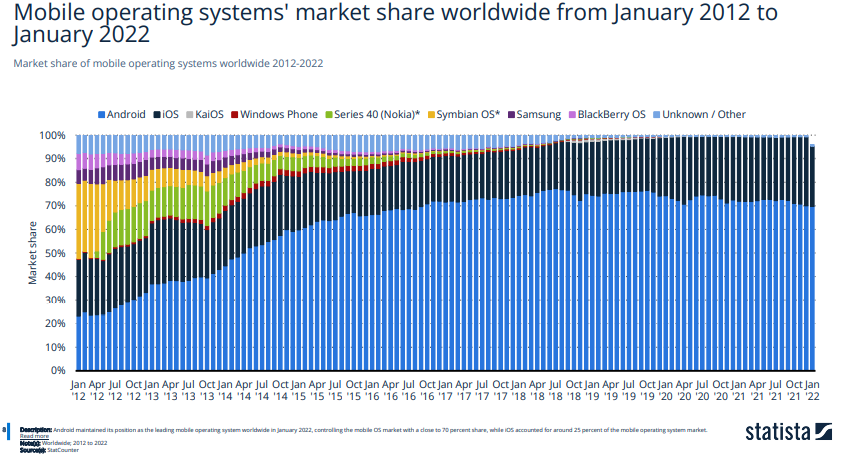 Mobile operating systems' market share worldwide from January 2012 to
January 2022
Market share of mobile operating systems worldwide 2012-2022
Android iOS KaiOS Windows Phone Series 40 (Nokia)* Symbian OS* Samsung BlackBerry OS Unknown / Other
100%
90%
80%
70%
60%
50%
40%
30%
20%
10%
0%
Market share
Jan Apr Jul Oct Jan Apr Jul Oct Jan Apr Jul Oct Jan Apr Jul Oct Jan Apr Jul Oct Jan Apr Jul Oct Jan Apr Jul Oct Jan Apr Jul Oct Jan Apr Jul Oct Jan Apr Jul Oct Jan
'12 '12 '12 '12 '13 '13 '13 '13 '14 '14 '14 '14 '15 '15 '15 '15 '16 '16 '16 '16 '17 '17 '17 '17 '18 '18 '18 '18 '19 '19 '19 '19 '20 '20 '20 '20 '21 '21 '21 '21 '22
8
Description: Android maintained its position as the leading mobile operating system worldwide in January 2022, controlling the mobile OS market with a close to 70 percent share, while iOS accounted for around 25 percent of the mobile operating system market.
Read more
Note(s): Worldwide; 2012 to 2022
Source(s): StatCounter
statista